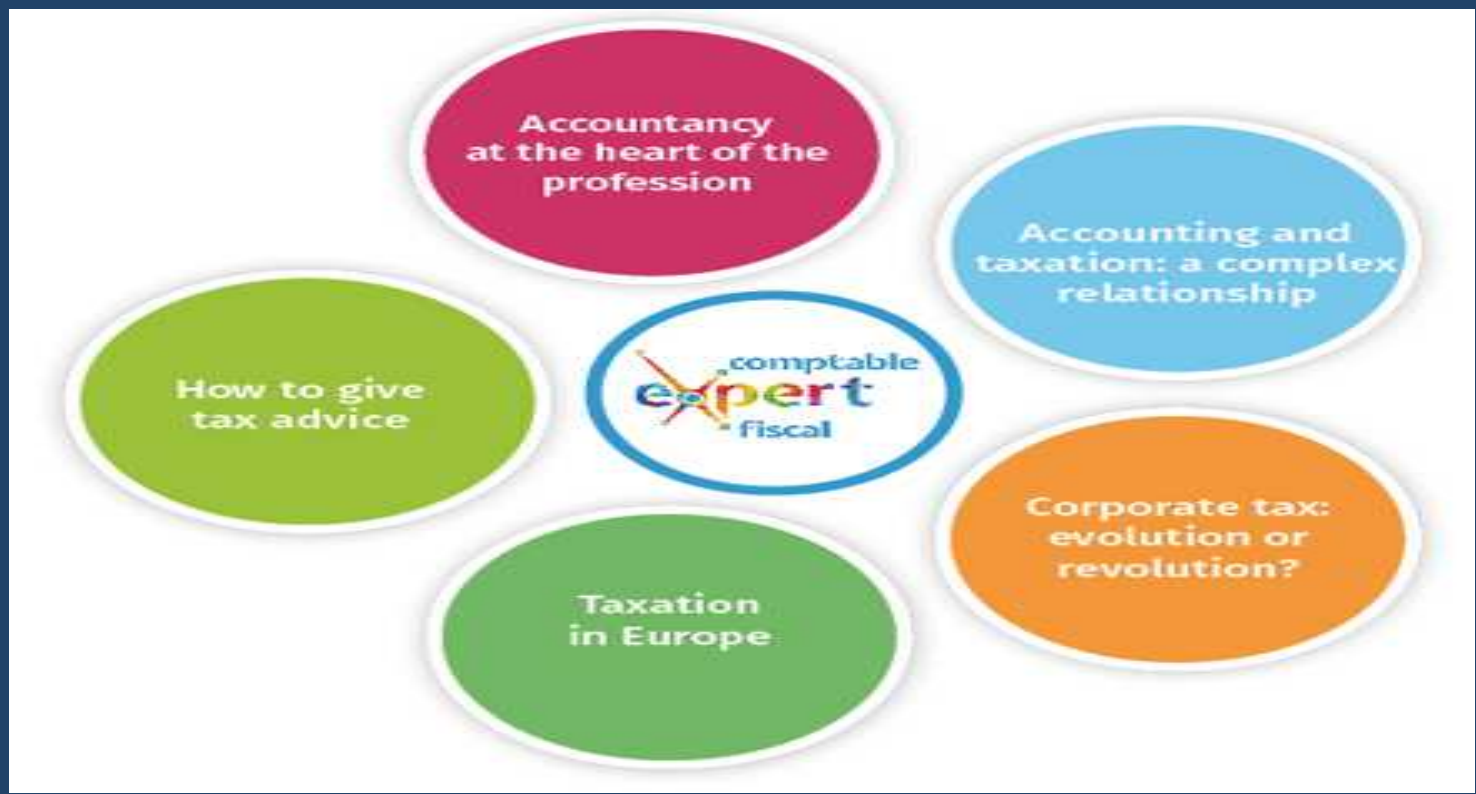 Accountancy
at the heart of the
profession
Accounting and
taxation: a complex
relationship
How to give
tax advice
comptable
expert
fiscal
Corporate tax:
evolution or
revolution?
Taxation
in Europe